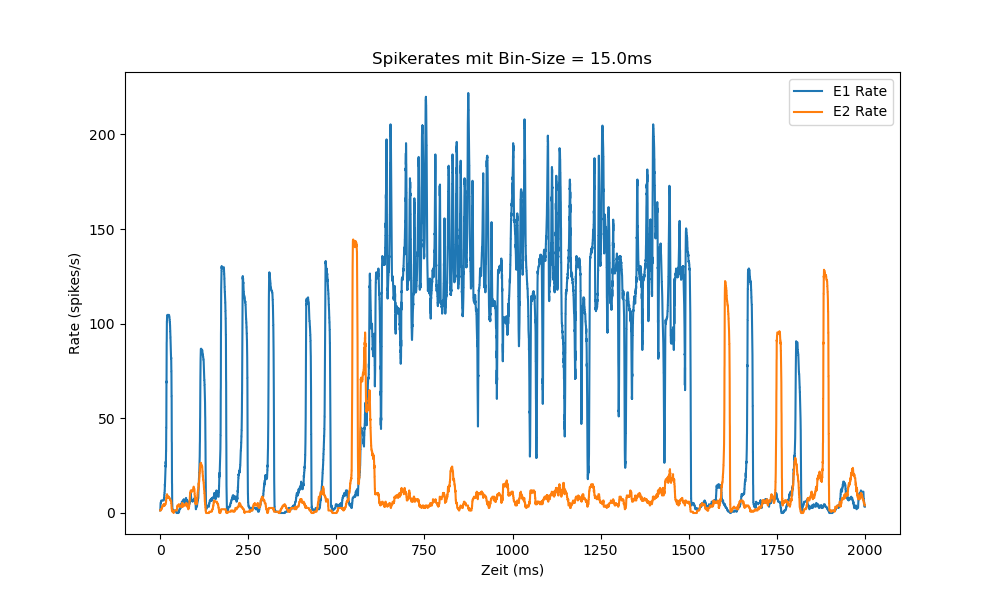 Spikerates mit Bin-Size = 15.0ms
E1 Rate
E2 Rate
Rate (spikes/s)
200
150
100
50
0
0 250 500 750 1000 1250 1500 1750 2000
Zeit (ms)